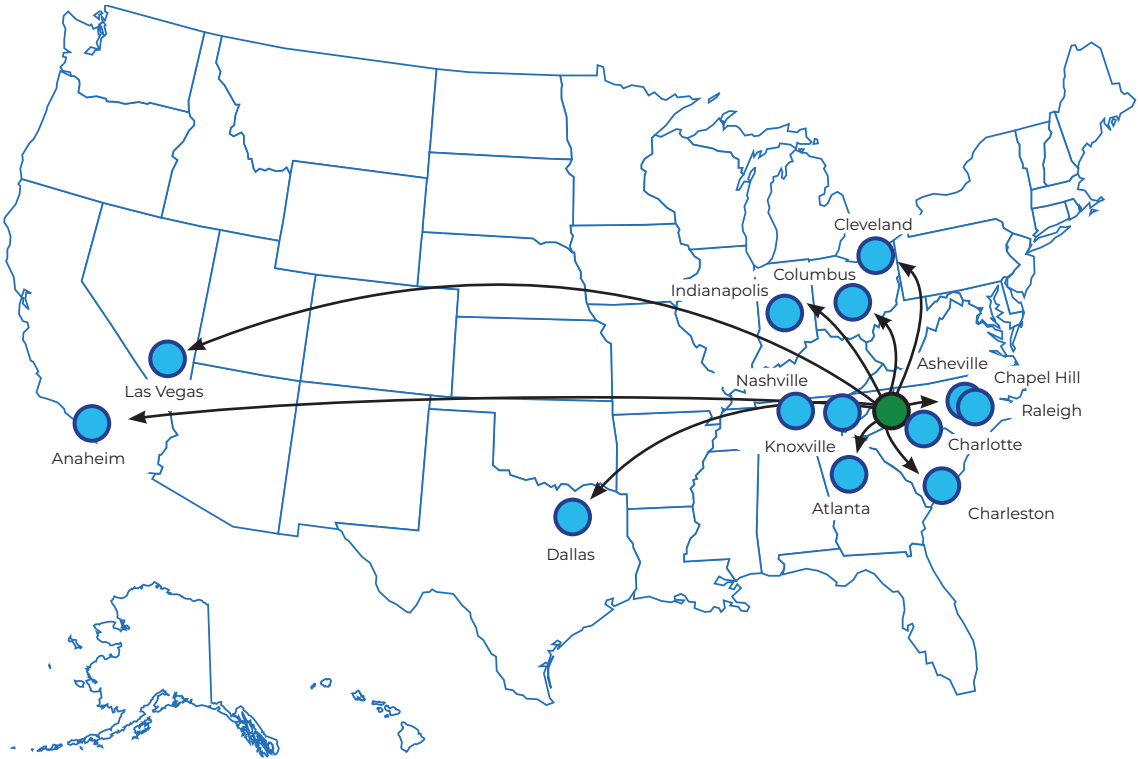 Cleveland
Columbus
Indianapolis
Asheville
Nashville
Chapel Hill
Las Vegas
Raleigh
Knoxville
Charlotte
Anaheim
Atlanta
Charleston
Dallas